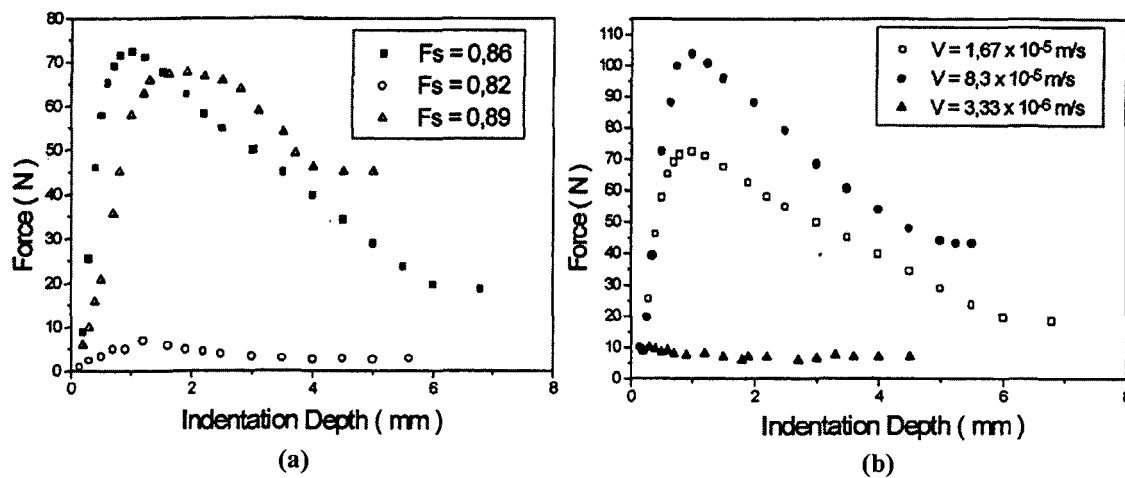 80
70
60
50
40
30
20
10
0
0
2
4
6
8
Force ( N )
Indentation Depth ( mm )
Fs = 0,86
Fs = 0,82
Fs = 0,89
(a)
110
100
90
80
70
60
50
40
30
20
10
0
0
2
4
6
8
Force ( N )
Indentation Depth ( mm )
V = 1,67 x 10⁻⁵ m/s
V = 8,3 x 10⁻⁵ m/s
V = 3,33 x 10⁻⁶ m/s
(b)